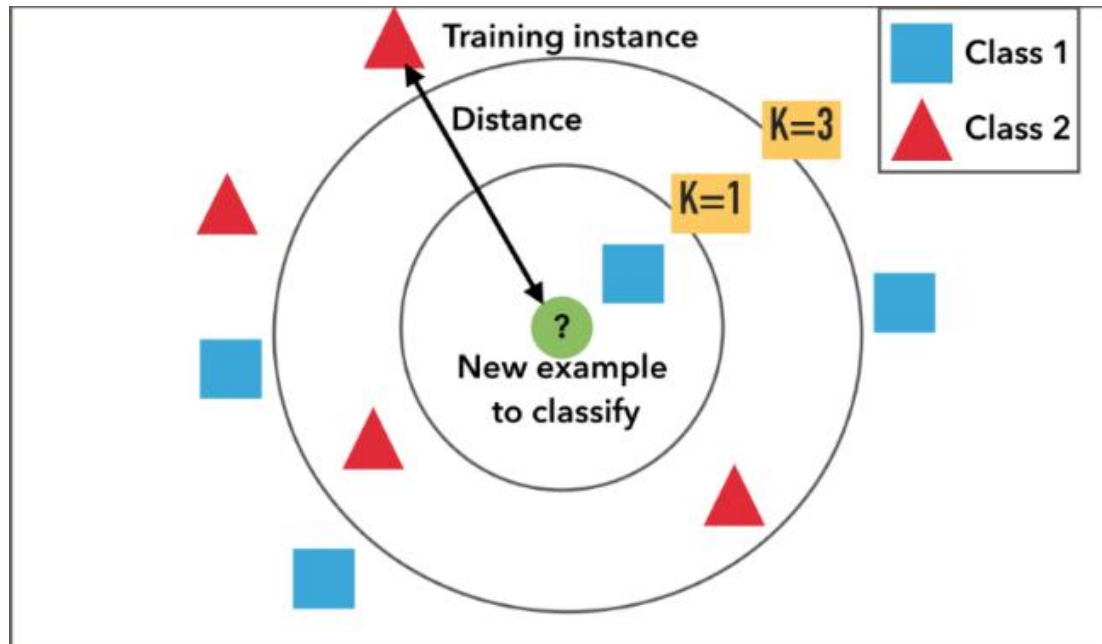 Training instance
Class 1
Distance
K=3
Class 2
K=1
?
New example
to classify